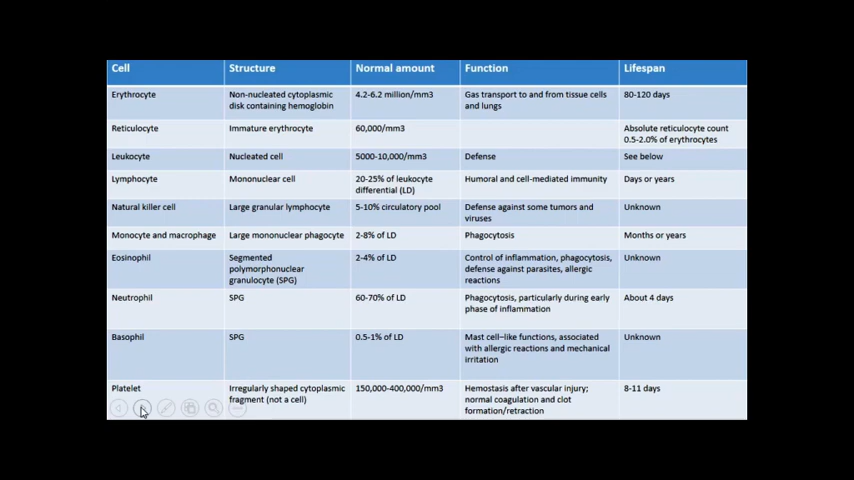 Cell Structure Normal amount Function Lifespan
Erythrocyte Non-nucleated cytoplasmic 4.2-6.2 million/mm3 Gas transport to and from tissue cells 80-120 days
disk containing hemoglobin and lungs
Reticulocyte Immature erythrocyte 60,000/mm3 Absolute reticulocyte count
0.5-2.0% of erythrocytes
Leukocyte Nucleated cell 5000-10,000/mm3 Defense See below
Lymphocyte Mononuclear cell 20-25% of leukocyte Humoral and cell-mediated immunity Days or years
differential (LD)
Natural killer cell Large granular lymphocyte 5-10% circulatory pool Defense against some tumors and Unknown
viruses
Monocyte and macrophage Large mononuclear phagocyte 2-8% of LD Phagocytosis Months or years
Eosinophil Segmented 2-4% of LD Control of inflammation, phagocytosis, Unknown
polymorphonuclear defense against parasites, allergic
granulocyte (SPG) reactions
Neutrophil SPG 60-70% of LD Phagocytosis, particularly during early About 4 days
phase of inflammation
Basophil SPG 0.5-1% of LD Mast cell–like functions, associated Unknown
with allergic reactions and mechanical
irritation
Platelet Irregularly shaped cytoplasmic 150,000-400,000/mm3 Hemostasis after vascular injury; 8-11 days
fragment (not a cell) normal coagulation and clot
formation/retraction